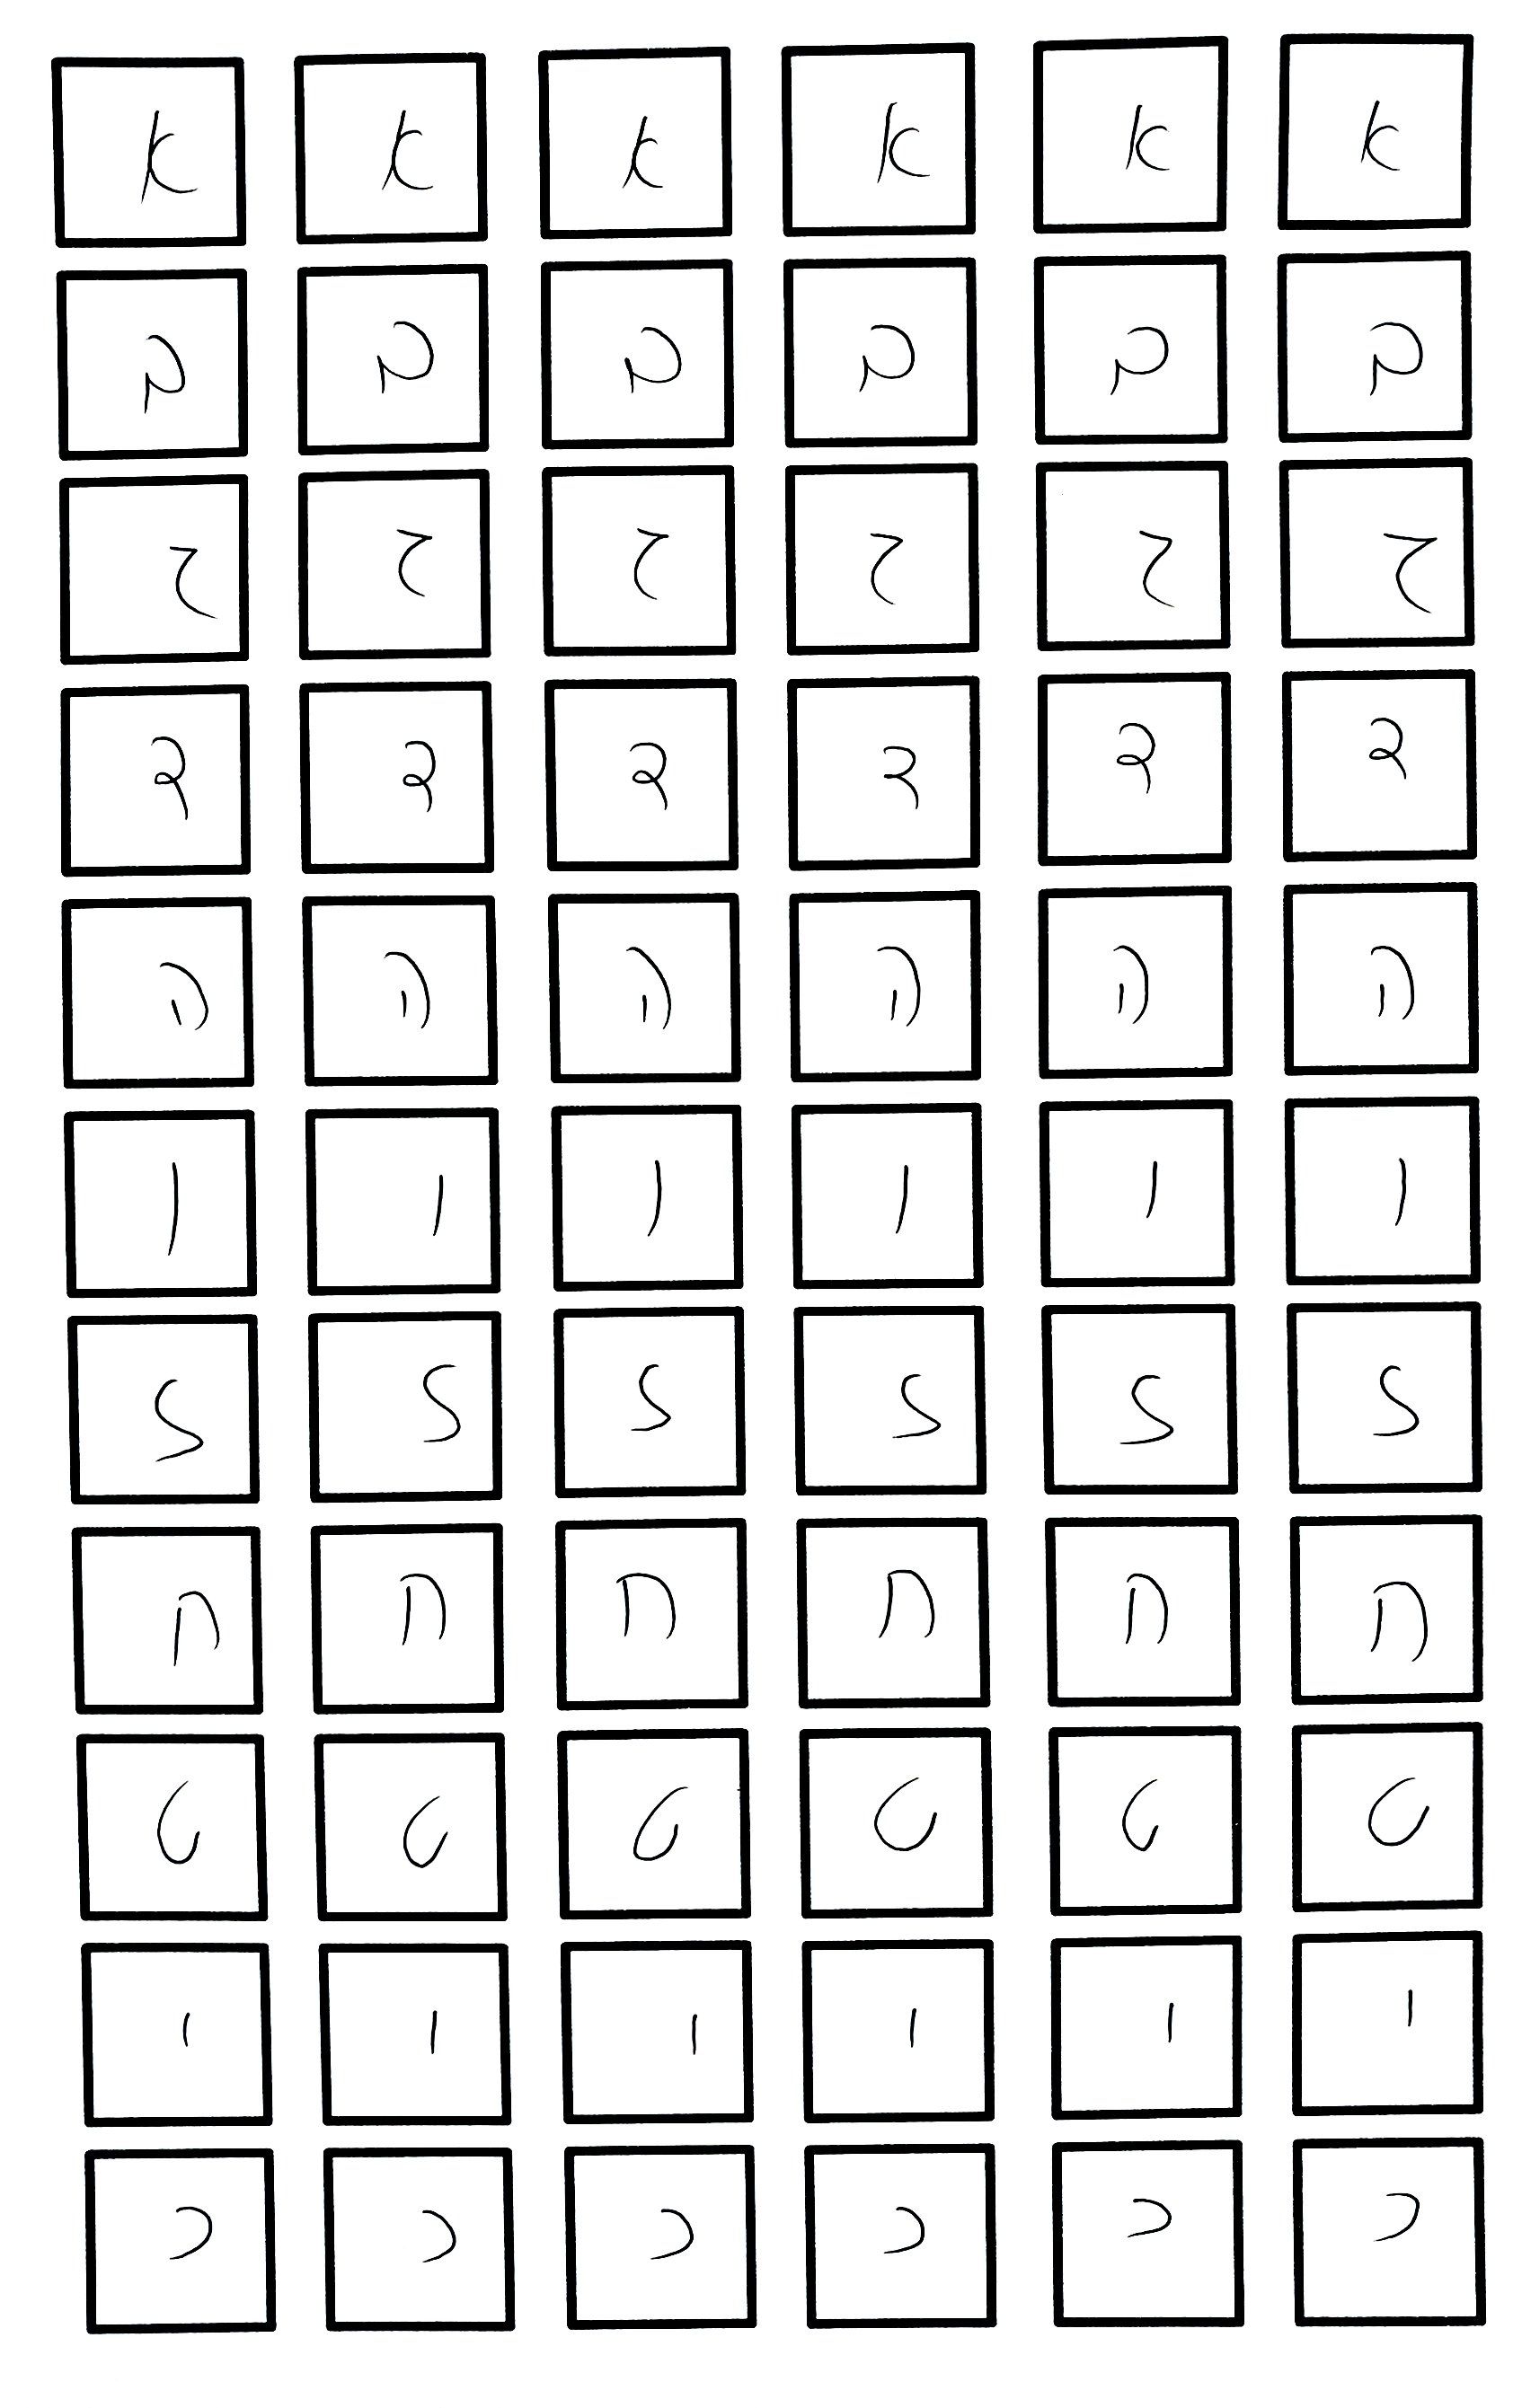 א א א א א א
ב ב ב ב ב ב
ג ג ג ג ג ג
ד ד ד ד ד ד
ה ה ה ה ה ה
ו ו ו ו ו ו
ז ז ז ז ז ז
ח ח ח ח ח ח
ט ט ט ט ט ט
י י י י י י
כ כ כ כ כ כ